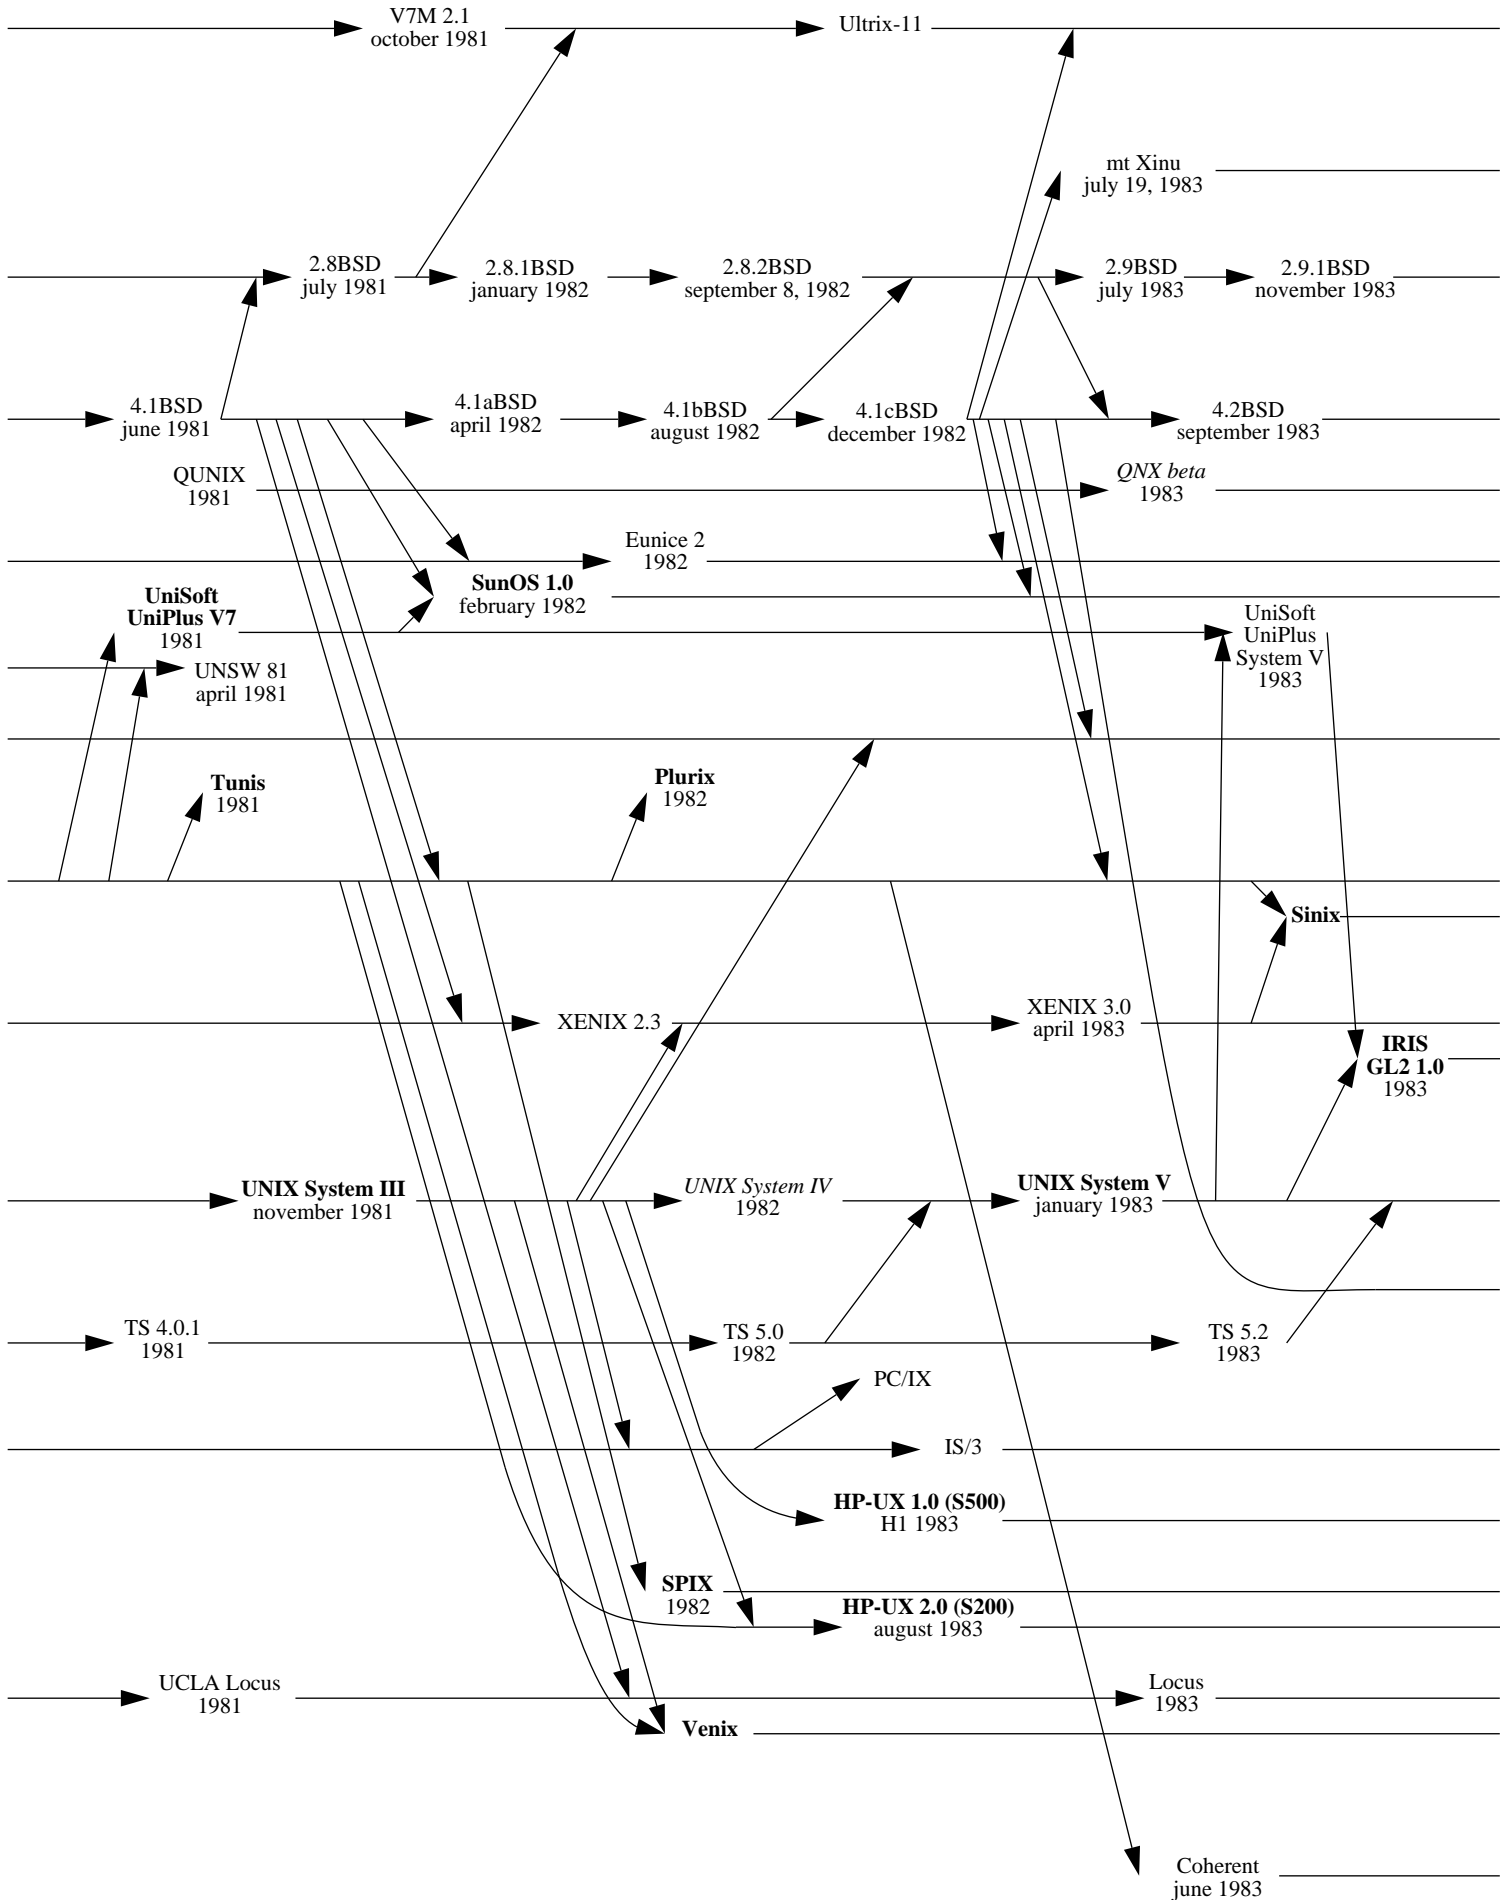 V7M 2.1
october 1981
Ultrix-11
mt Xinu
july 19, 1983
2.8BSD
july 1981
2.8.1BSD
january 1982
2.8.2BSD
september 8, 1982
2.9BSD
july 1983
2.9.1BSD
november 1983
4.1BSD
june 1981
4.1aBSD
april 1982
4.1bBSD
august 1982
4.1cBSD
december 1982
4.2BSD
september 1983
QUNIX
1981
QNX beta
1983
Eunice 2
1982
SunOS 1.0
february 1982
UniSoft
UniPlus V7
1981
UniSoft
UniPlus
System V
1983
UNSW 81
april 1981
Tunis
1981
Plurix
1982
Sinix
XENIX 2.3
XENIX 3.0
april 1983
IRIS
GL2 1.0
1983
UNIX System III
november 1981
UNIX System IV
1982
UNIX System V
january 1983
TS 4.0.1
1981
TS 5.0
1982
TS 5.2
1983
PC/IX
IS/3
HP-UX 1.0 (S500)
H1 1983
SPIX
1982
HP-UX 2.0 (S200)
august 1983
UCLA Locus
1981
Locus
1983
Venix
Coherent
june 1983